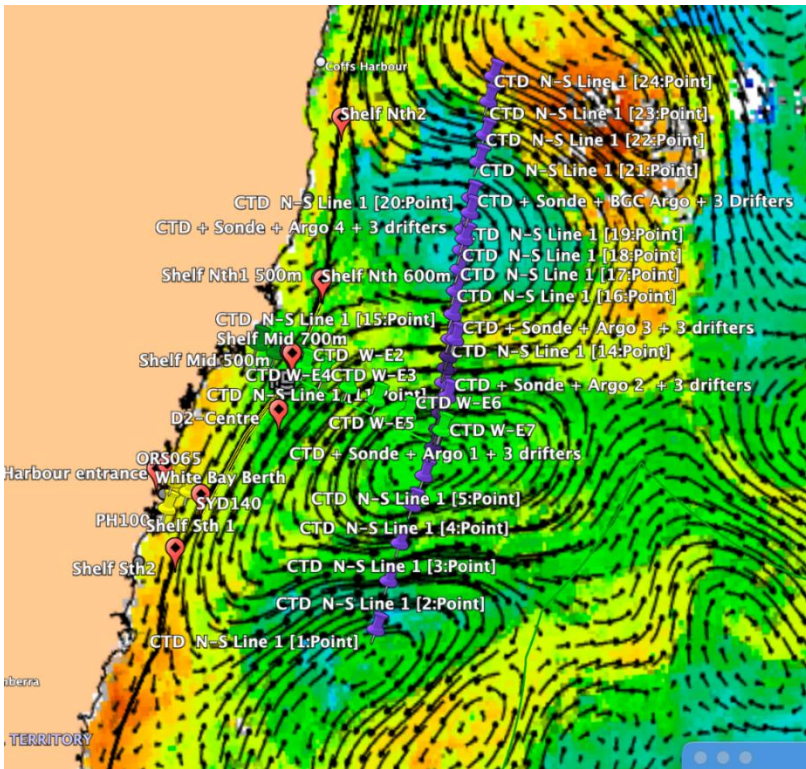 Coffs Harbour
CTD N-S Line 1 [24:Point]
Shelf Nth2
CTD N-S Line 1 [23:Point]
CTD N-S Line 1 [22:Point]
CTD N-S Line 1 [21:Point]
CTD N-S Line 1 [20:Point]
CTD + Sonde + BGC Argo + 3 Drifters
CTD + Sonde + Argo 4 + 3 drifters
TD N-S Line 1 [19:Point]
CTD N-S Line 1 [18:Point]
Shelf Nth1 500m
Shelf Nth 600m
CTD N-S Line 1 [17:Point]
CTD N-S Line 1 [16:Point]
CTD N-S Line 1 [15:Point]
CTD + Sonde + Argo 3 + 3 drifters
Shelf Mid 700m
CTD N-S Line 1 [14:Point]
Shelf Mid 500m
CTD W-E2
CTD W-E4
CTD W-E3
CTD + Sonde + Argo 2 + 3 drifters
CTD N-S Line 1 [11:Point]
CTD W-E6
D2-Centre
CTD W-E5
CTD W-E7
CTD + Sonde + Argo 1 + 3 drifters
ORS065
Harbour entrance
White Bay Berth
SYD140
CTD N-S Line 1 [5:Point]
PH100
Shelf Sth 1
CTD N-S Line 1 [4:Point]
Shelf Sth2
CTD N-S Line 1 [3:Point]
CTD N-S Line 1 [2:Point]
CTD N-S Line 1 [1:Point]
nberra
TERRITORY